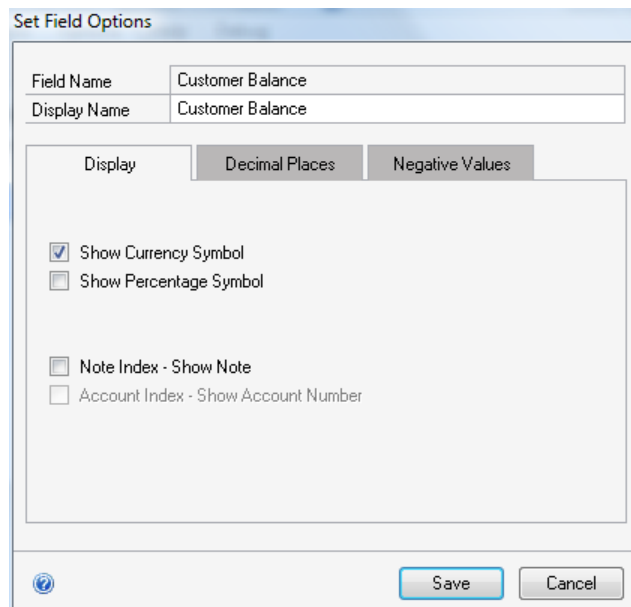 Set Field Options
Field Name Customer Balance
Display Name Customer Balance
Display Decimal Places Negative Values
Show Currency Symbol
Show Percentage Symbol
Note Index - Show Note
Account Index - Show Account Number
? Save Cancel